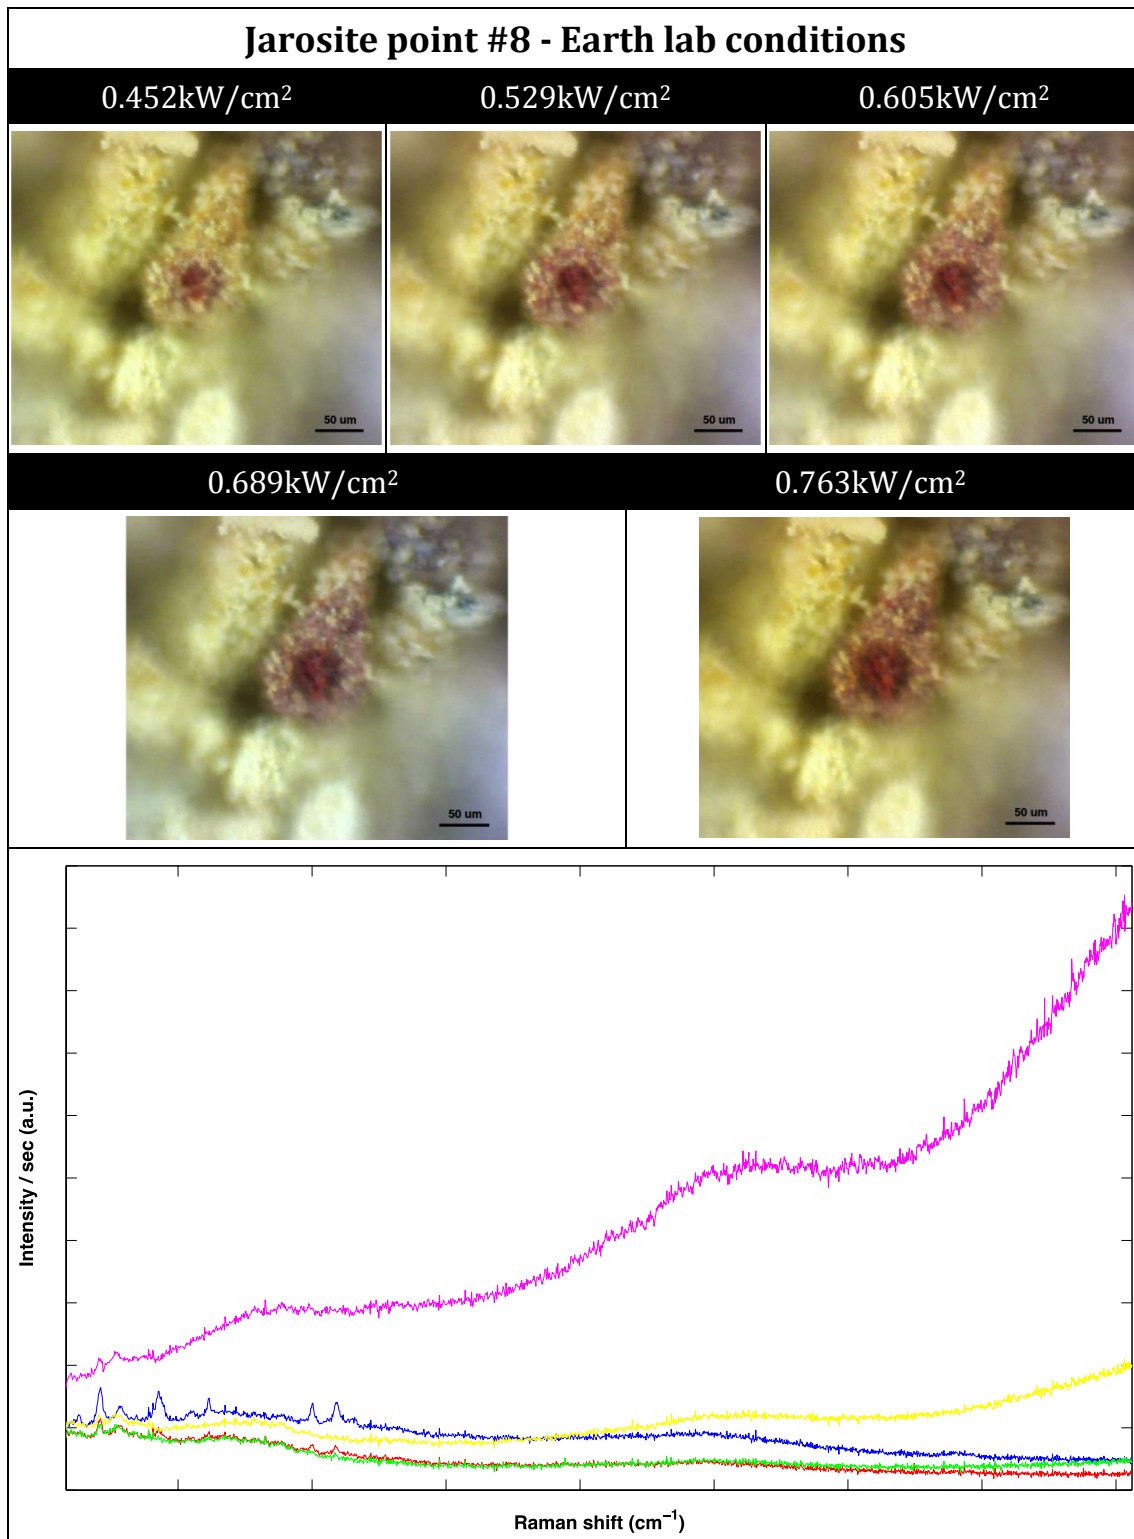 Jarosite point #8 - Earth lab conditions
0.452kW/cm²
0.529kW/cm²
0.605kW/cm²
50 um
50 um
50 um
0.689kW/cm²
0.763kW/cm²
50 um
50 um
Intensity / sec (a.u.)
Raman shift (cm⁻¹)